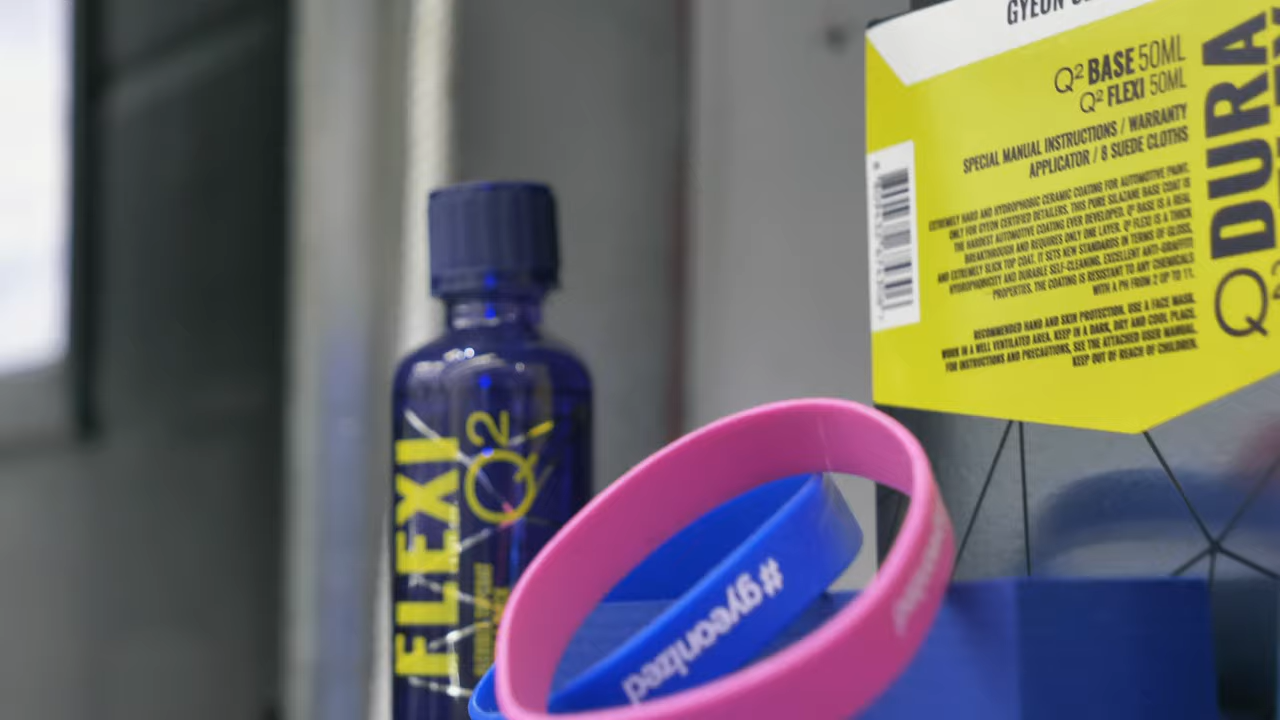 FLEXI
Q²
#gyeonized
GYEON
Q² BASE 50ML
Q² FLEXI 50ML
SPECIAL MANUAL INSTRUCTIONS / WARRANTY
APPLICATOR / 8 SUEDE CLOTHS
EXTREMELY HARD AND HYDROPHOBIC CERAMIC COATING FOR AUTOMOTIVE PAINT.
ONLY FOR GYEON CERTIFIED DETAILERS. THIS PURE SILAZANE BASE COAT IS
THE HARDEST AUTOMOTIVE COATING EVER DEVELOPED. Q² BASE IS A REAL
BREAKTHROUGH AND REQUIRES ONLY ONE LAYER. Q² FLEXI IS A THICK
AND EXTREMELY SLICK TOP COAT. IT SETS NEW STANDARDS IN TERMS OF GLOSS,
HYDROPHOBICITY AND DURABLE SELF-CLEANING. EXCELLENT ANTI-GRAFFITI
PROPERTIES. THE COATING IS RESISTANT TO ANY CHEMICALS
WITH A PH FROM 2 UP TO 11.
RECOMMENDED HAND AND SKIN PROTECTION. USE A FACE MASK.
WORK IN A WELL VENTILATED AREA. KEEP IN A DARK, DRY AND COOL PLACE.
FOR INSTRUCTIONS AND PRECAUTIONS, SEE THE ATTACHED USER MANUAL.
KEEP OUT OF REACH OF CHILDREN.
Q² DURA